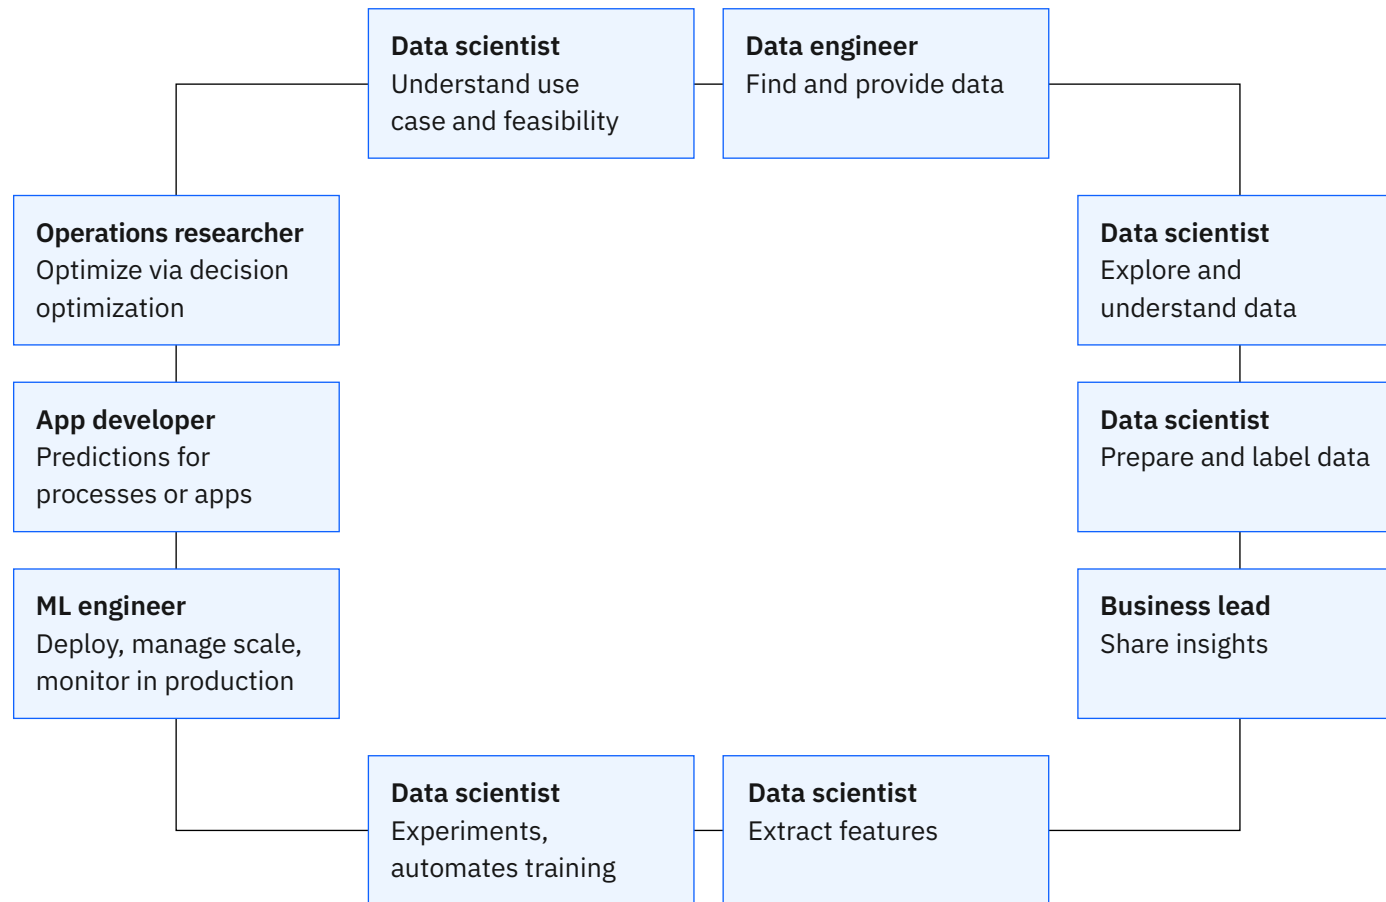 Data scientist
Understand use
case and feasibility
Data engineer
Find and provide data
Operations researcher
Optimize via decision
optimization
Data scientist
Explore and
understand data
App developer
Predictions for
processes or apps
Data scientist
Prepare and label data
ML engineer
Deploy, manage scale,
monitor in production
Business lead
Share insights
Data scientist
Experiments,
automates training
Data scientist
Extract features